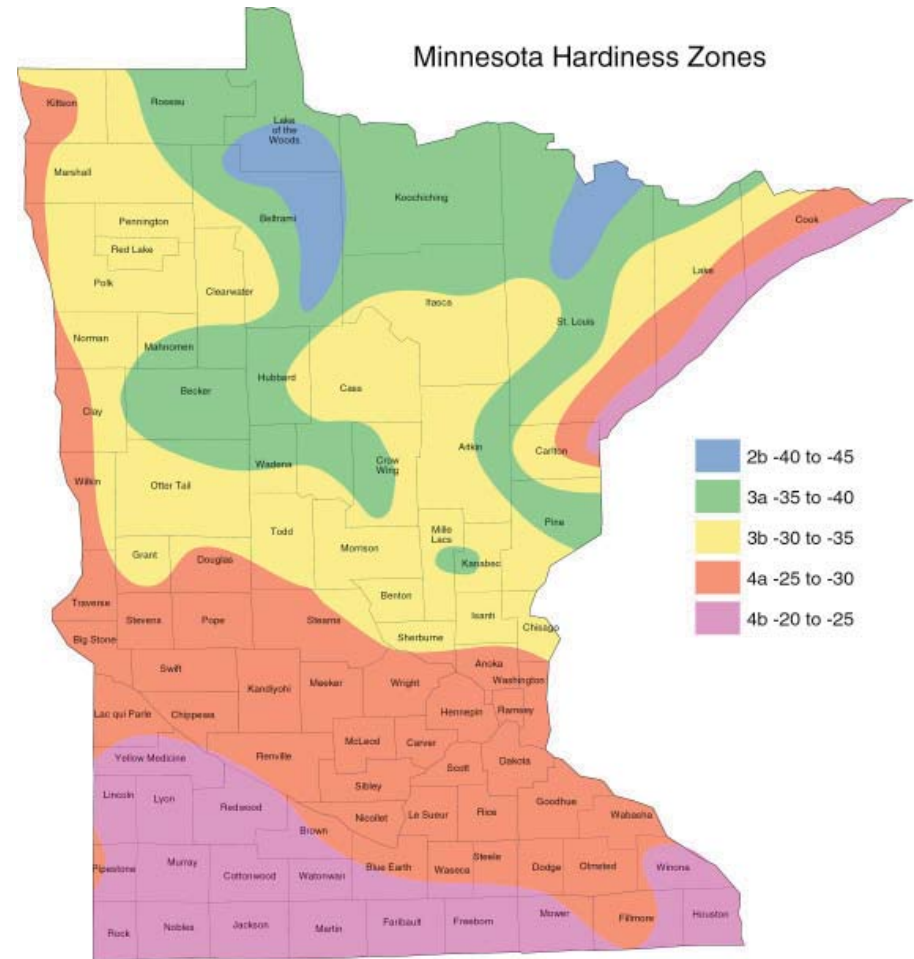 Minnesota Hardiness Zones
Kittson
Roseau
Lake
of the
Woods
Marshall
Koochiching
Beltrami
Pennington
Red Lake
Cook
Polk
Clearwater
Lake
Itasca
St. Louis
Norman
Mahnomen
Becker
Hubbard
Cass
Clay
Wadena
Crow
Wing
Aitkin
Carlton
Wilkin
Otter Tail
Pine
Todd
Mille
Lacs
Morrison
Grant
Douglas
Kanabec
Benton
Traverse
Stevens
Pope
Stearns
Isanti
Chisago
Sherburne
Big Stone
Swift
Anoka
Washington
Kandiyohi
Meeker
Wright
Hennepin
Ramsey
Lac qui Parle
Chippewa
McLeod
Carver
Yellow Medicine
Renville
Scott
Dakota
Sibley
Lincoln
Lyon
Redwood
Nicollet
Le Sueur
Rice
Goodhue
Wabasha
Brown
Pipestone
Murray
Cottonwood
Watonwan
Blue Earth
Waseca
Steele
Dodge
Olmsted
Winona
Rock
Nobles
Jackson
Martin
Faribault
Freeborn
Mower
Fillmore
Houston
2b -40 to -45
3a -35 to -40
3b -30 to -35
4a -25 to -30
4b -20 to -25